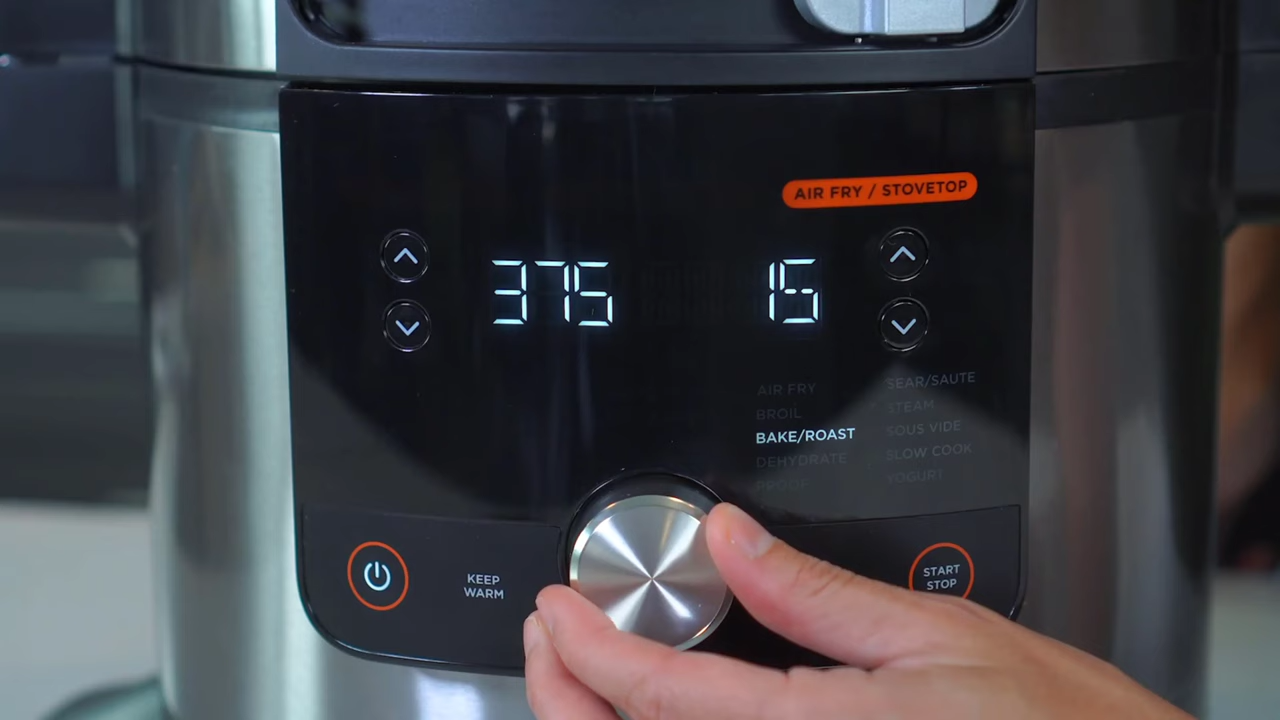 AIR FRY / STOVETOP
375
15
AIR FRY
BROIL
BAKE/ROAST
DEHYDRATE
PROOF
SEAR/SAUTE
STEAM
SOUS VIDE
SLOW COOK
YOGURT
KEEP
WARM
START
STOP